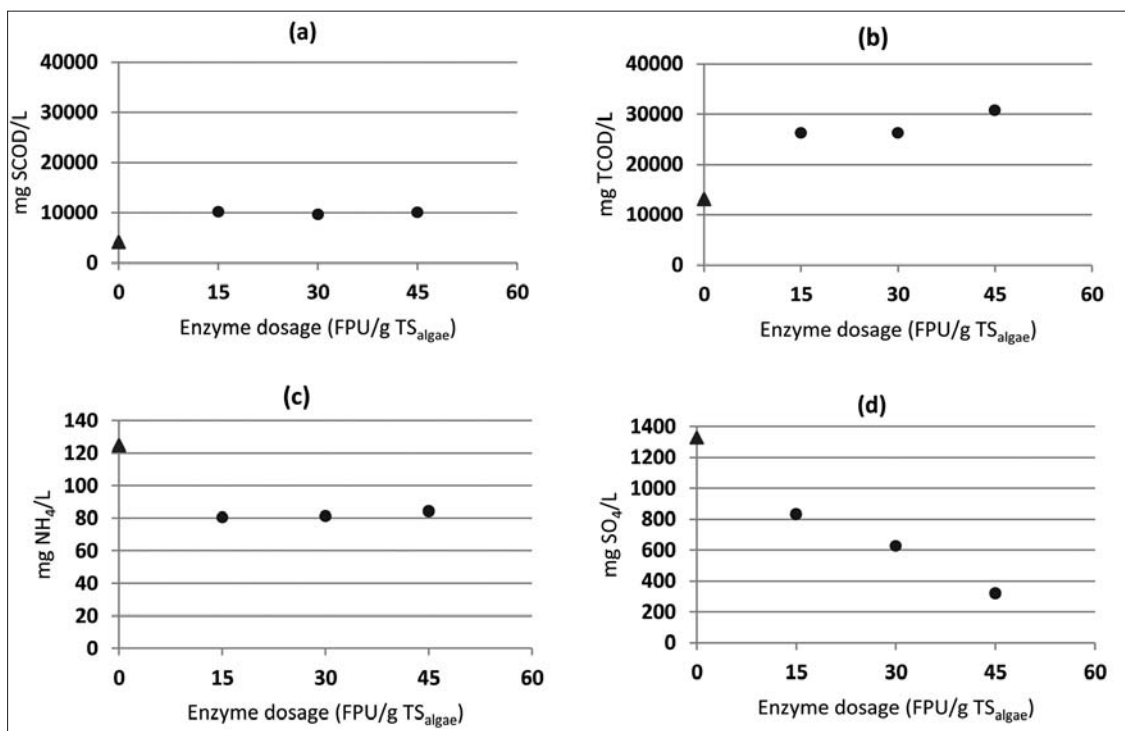 (a)
40000
30000
20000
10000
0
mg SCOD/L
0 15 30 45 60
Enzyme dosage (FPU/g TSalgae)
(b)
40000
30000
20000
10000
0
mg TCOD/L
0 15 30 45 60
Enzyme dosage (FPU/g TSalgae)
(c)
140
120
100
80
60
40
20
0
mg NH4/L
0 15 30 45 60
Enzyme dosage (FPU/g TSalgae)
(d)
1400
1200
1000
800
600
400
200
0
mg SO4/L
0 15 30 45 60
Enzyme dosage (FPU/g TSalgae)